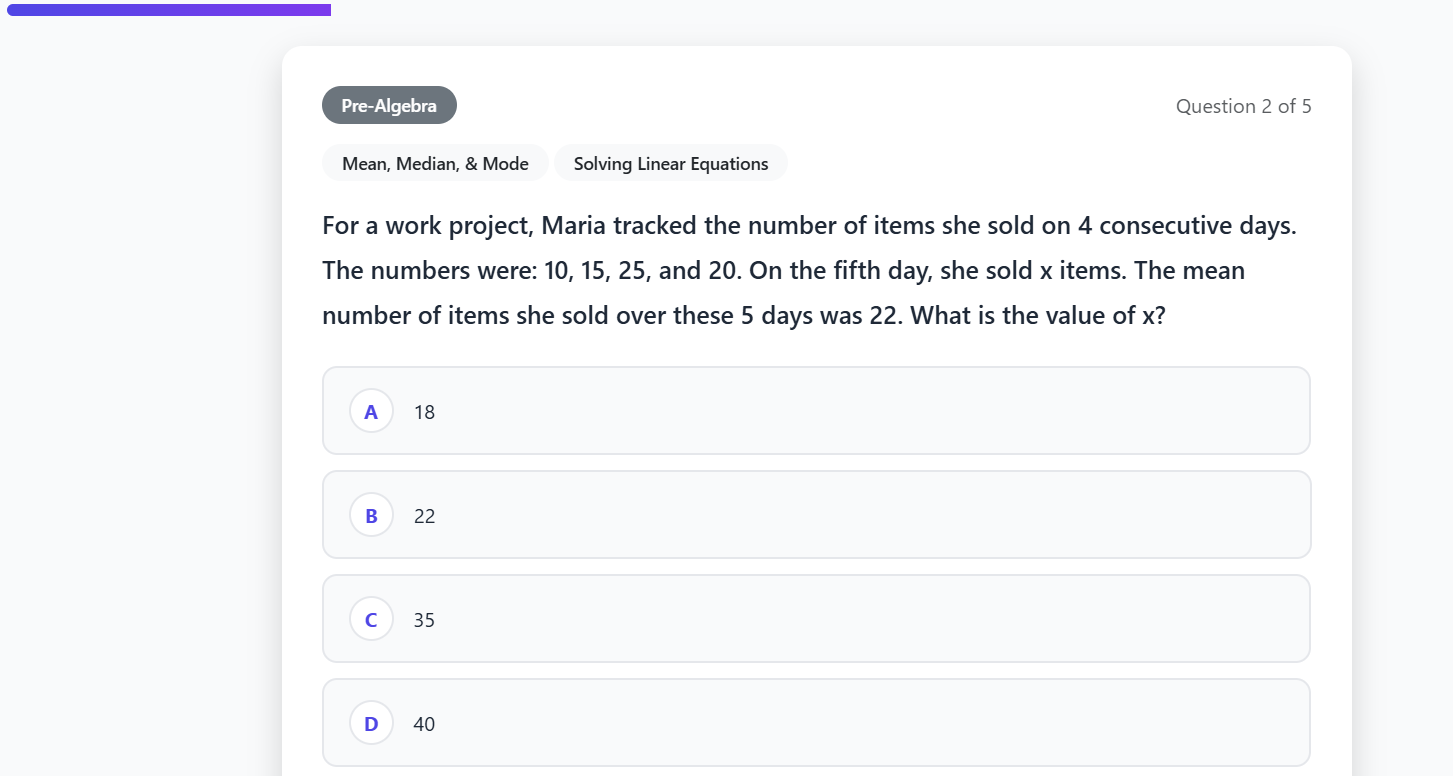 Pre-Algebra
Question 2 of 5
Mean, Median, & Mode
Solving Linear Equations
For a work project, Maria tracked the number of items she sold on 4 consecutive days.
The numbers were: 10, 15, 25, and 20. On the fifth day, she sold x items. The mean
number of items she sold over these 5 days was 22. What is the value of x?
A 18
B 22
C 35
D 40